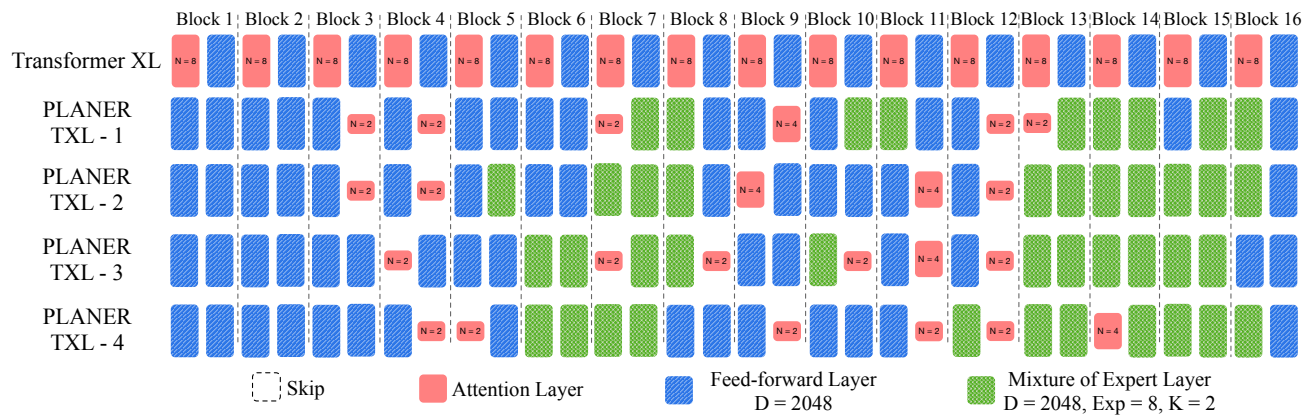 Block 1 Block 2 Block 3 Block 4 Block 5 Block 6 Block 7 Block 8 Block 9 Block 10 Block 11 Block 12 Block 13 Block 14 Block 15 Block 16
Transformer XL N = 8 N = 8 N = 8 N = 8 N = 8 N = 8 N = 8 N = 8 N = 8 N = 8 N = 8 N = 8 N = 8 N = 8 N = 8 N = 8
PLANER
TXL - 1 N = 2 N = 2 N = 2 N = 4 N = 2 N = 2
PLANER
TXL - 2 N = 2 N = 2 N = 4 N = 4 N = 2
PLANER
TXL - 3 N = 2 N = 2 N = 2 N = 2 N = 4 N = 2
PLANER
TXL - 4 N = 2 N = 2 N = 2 N = 2 N = 2 N = 4
Skip Attention Layer Feed-forward Layer Mixture of Expert Layer
D = 2048 D = 2048, Exp = 8, K = 2